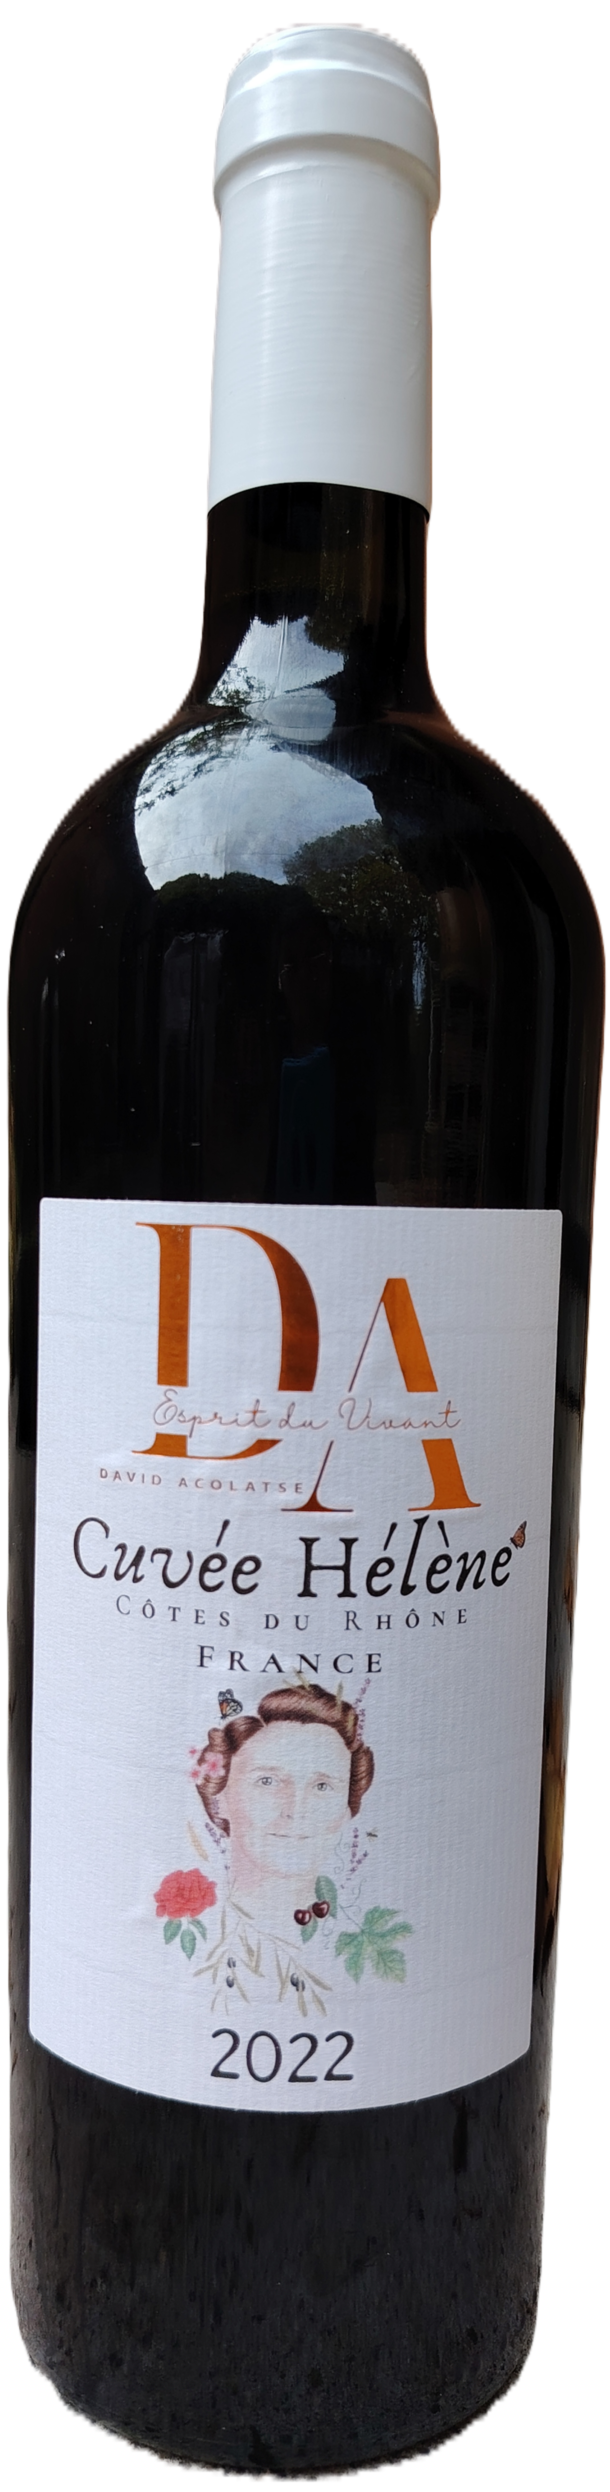 DA
Esprit du Vivant
DAVID ACOLATSE
Cuvée Hélène
CÔTES DU RHÔNE
FRANCE
2022